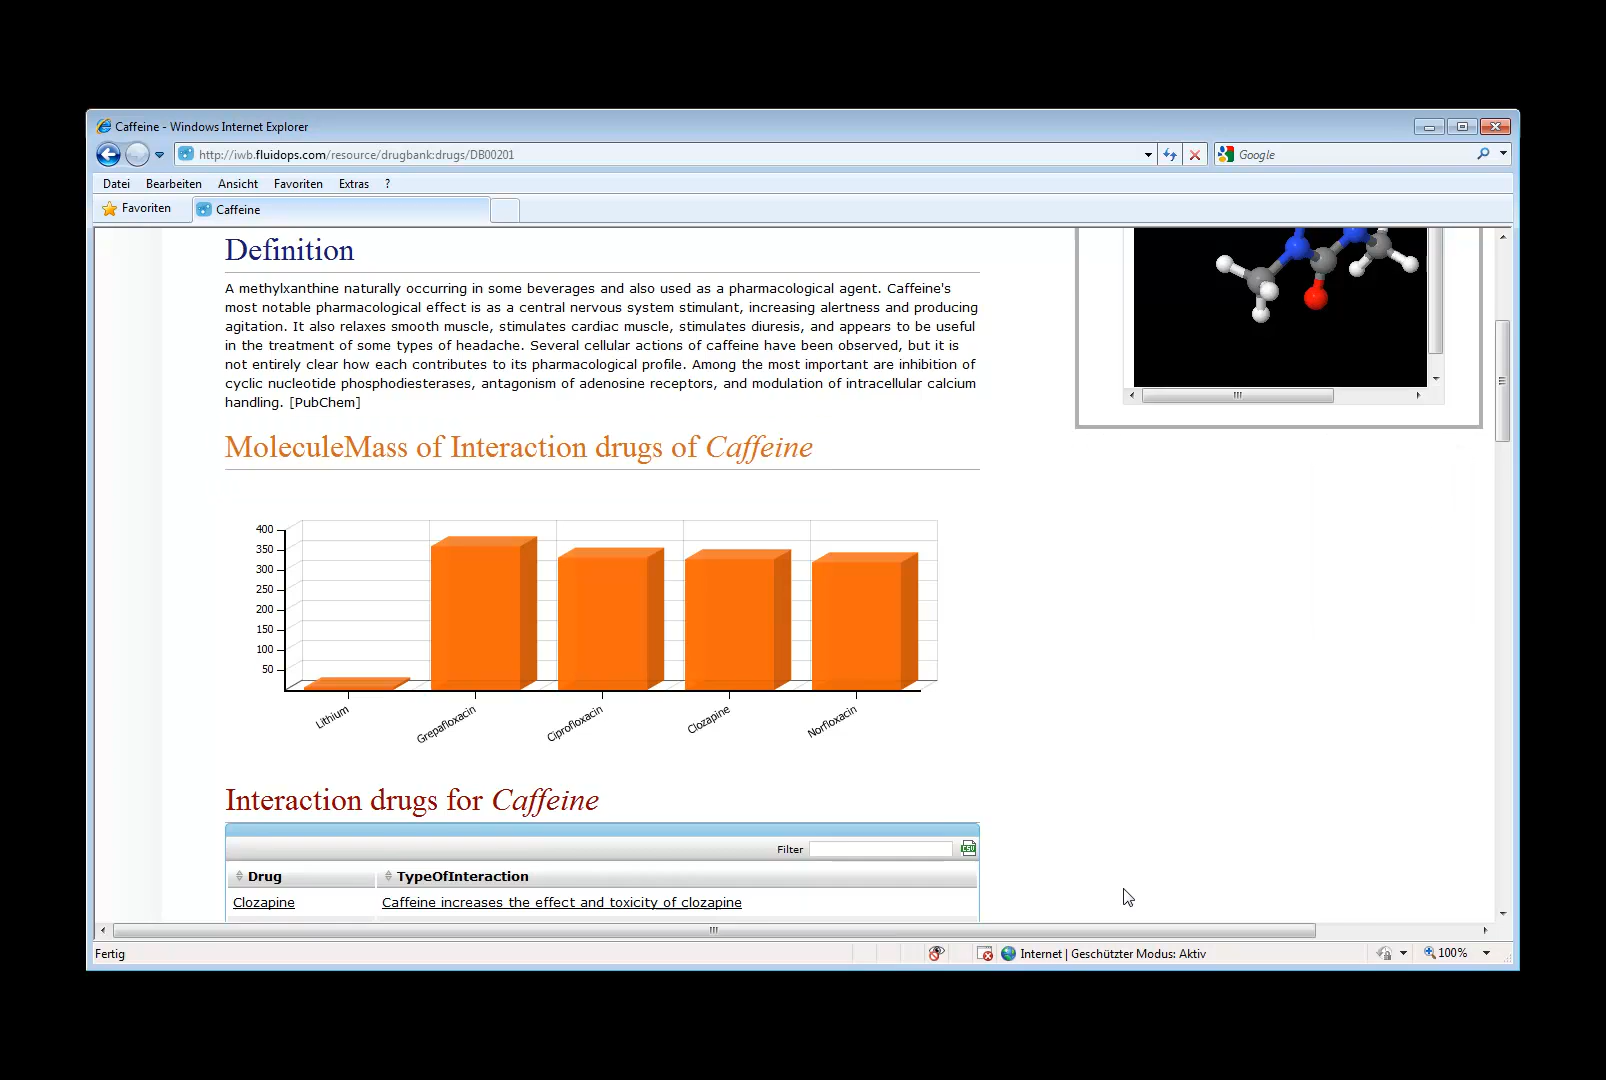 Caffeine - Windows Internet Explorer
http://iwb.fluidops.com/resource/drugbank:drugs/DB00201
Google
Datei Bearbeiten Ansicht Favoriten Extras ?
Favoriten Caffeine
Definition
A methylxanthine naturally occurring in some beverages and also used as a pharmacological agent. Caffeine's
most notable pharmacological effect is as a central nervous system stimulant, increasing alertness and producing
agitation. It also relaxes smooth muscle, stimulates cardiac muscle, stimulates diuresis, and appears to be useful
in the treatment of some types of headache. Several cellular actions of caffeine have been observed, but it is
not entirely clear how each contributes to its pharmacological profile. Among the most important are inhibition of
cyclic nucleotide phosphodiesterases, antagonism of adenosine receptors, and modulation of intracellular calcium
handling. [PubChem]
MoleculeMass of Interaction drugs of Caffeine
400
350
300
250
200
150
100
50
Lithium Grepafloxacin Ciprofloxacin Clozapine Norfloxacin
Interaction drugs for Caffeine
Filter
CSV
Drug TypeOfInteraction
Clozapine Caffeine increases the effect and toxicity of clozapine
Fertig Internet | Geschützter Modus: Aktiv 100%